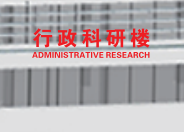 行政科研楼
ADMINISTRATIVE RESEARCH